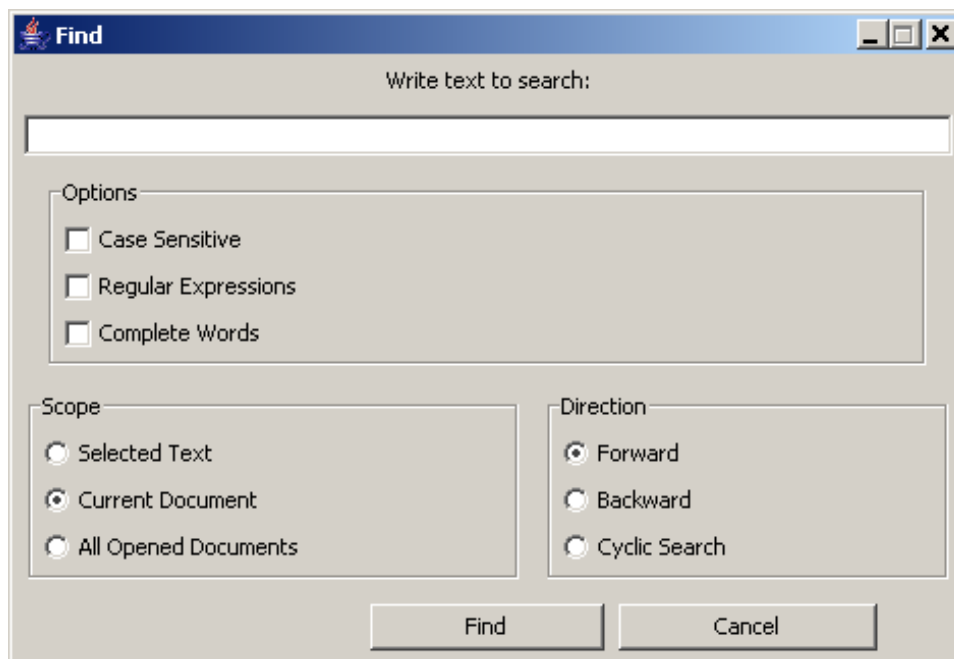 Find
Write text to search:
Options
Case Sensitive
Regular Expressions
Complete Words
Scope
Selected Text
Current Document
All Opened Documents
Direction
Forward
Backward
Cyclic Search
Find
Cancel